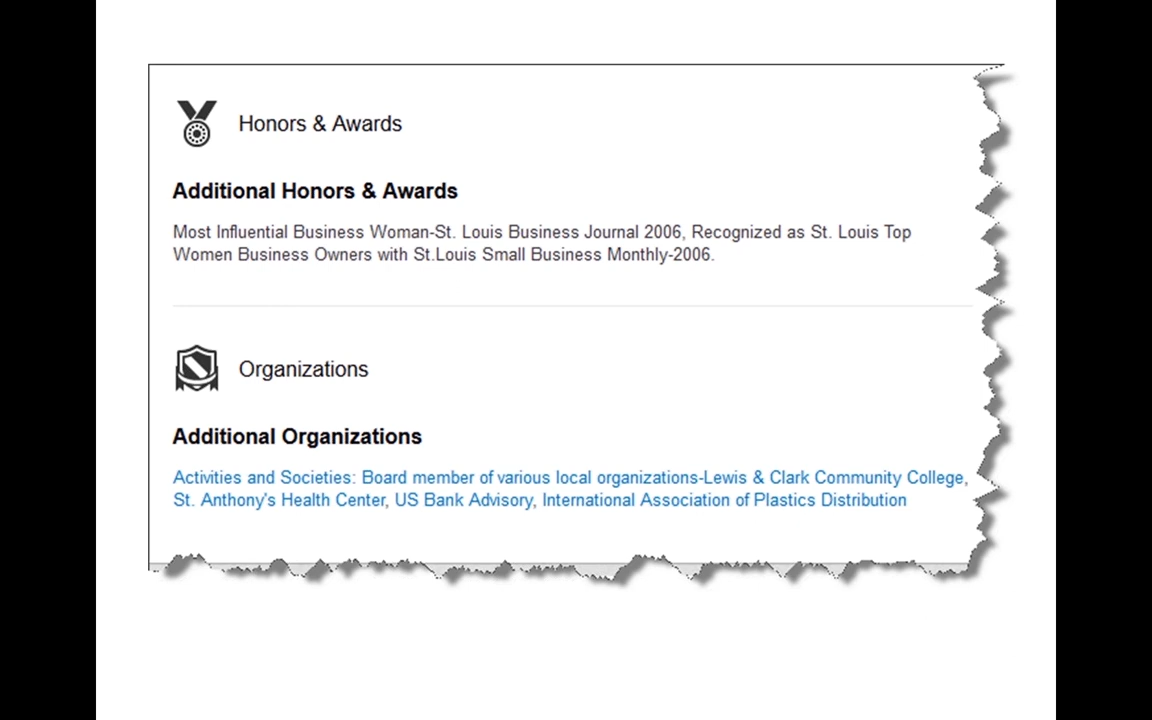 Honors & Awards
Additional Honors & Awards
Most Influential Business Woman-St. Louis Business Journal 2006, Recognized as St. Louis Top
Women Business Owners with St.Louis Small Business Monthly-2006.
Organizations
Additional Organizations
Activities and Societies: Board member of various local organizations-Lewis & Clark Community College,
St. Anthony's Health Center, US Bank Advisory, International Association of Plastics Distribution